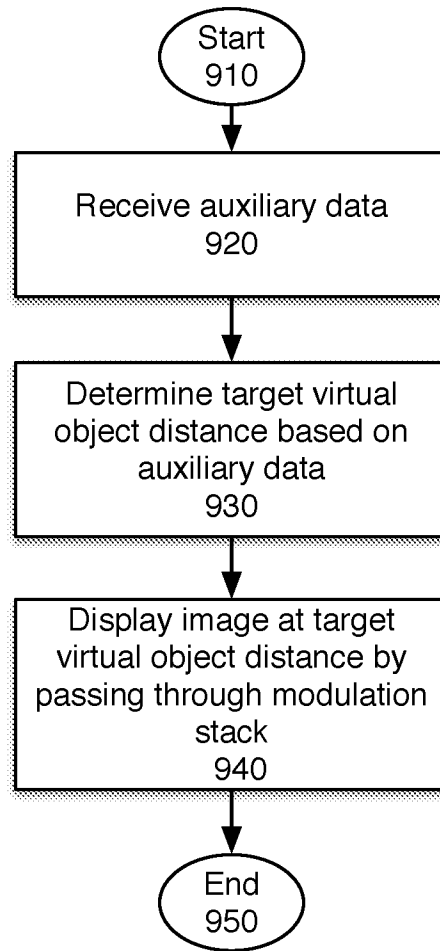 Start
910
Receive auxiliary data
920
Determine target virtual
object distance based on
auxiliary data
930
Display image at target
virtual object distance by
passing through modulation
stack
940
End
950